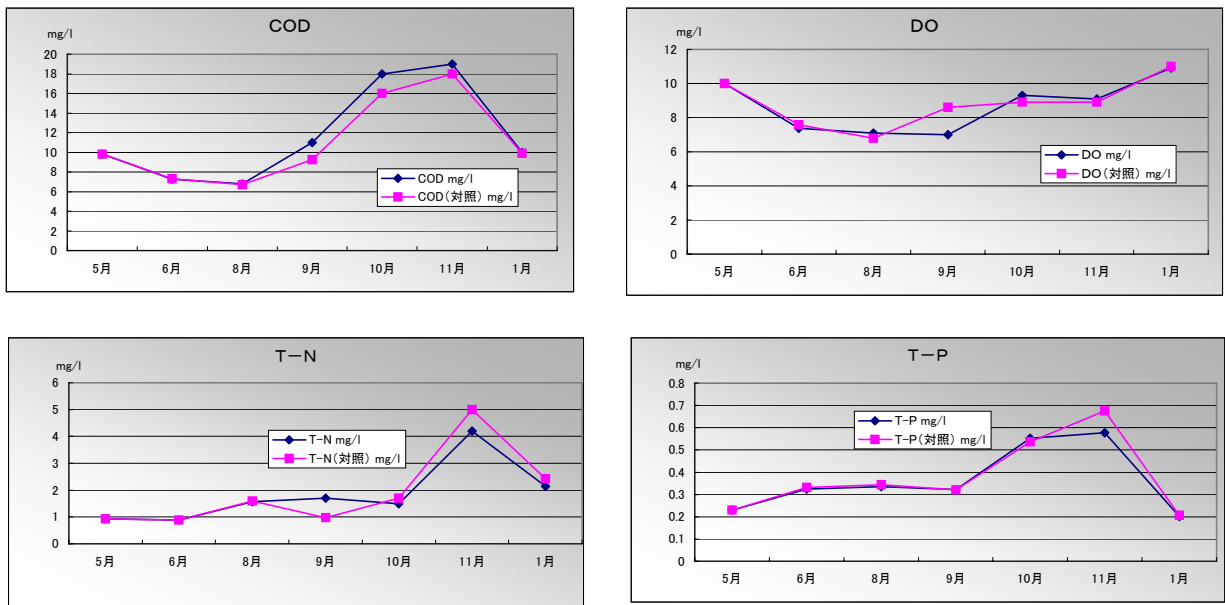 COD
mg/l
20
18
16
14
12
10
8
6
4
2
0
COD mg/l
COD(対照) mg/l
5月 6月 8月 9月 10月 11月 1月
DO
mg/l
12
10
8
6
4
2
0
DO mg/l
DO(対照) mg/l
5月 6月 8月 9月 10月 11月 1月
T－N
mg/l
6
5
4
3
2
1
0
T-N mg/l
T-N(対照) mg/l
5月 6月 8月 9月 10月 11月 1月
T－P
mg/l
0.8
0.7
0.6
0.5
0.4
0.3
0.2
0.1
0
T-P mg/l
T-P(対照) mg/l
5月 6月 8月 9月 10月 11月 1月